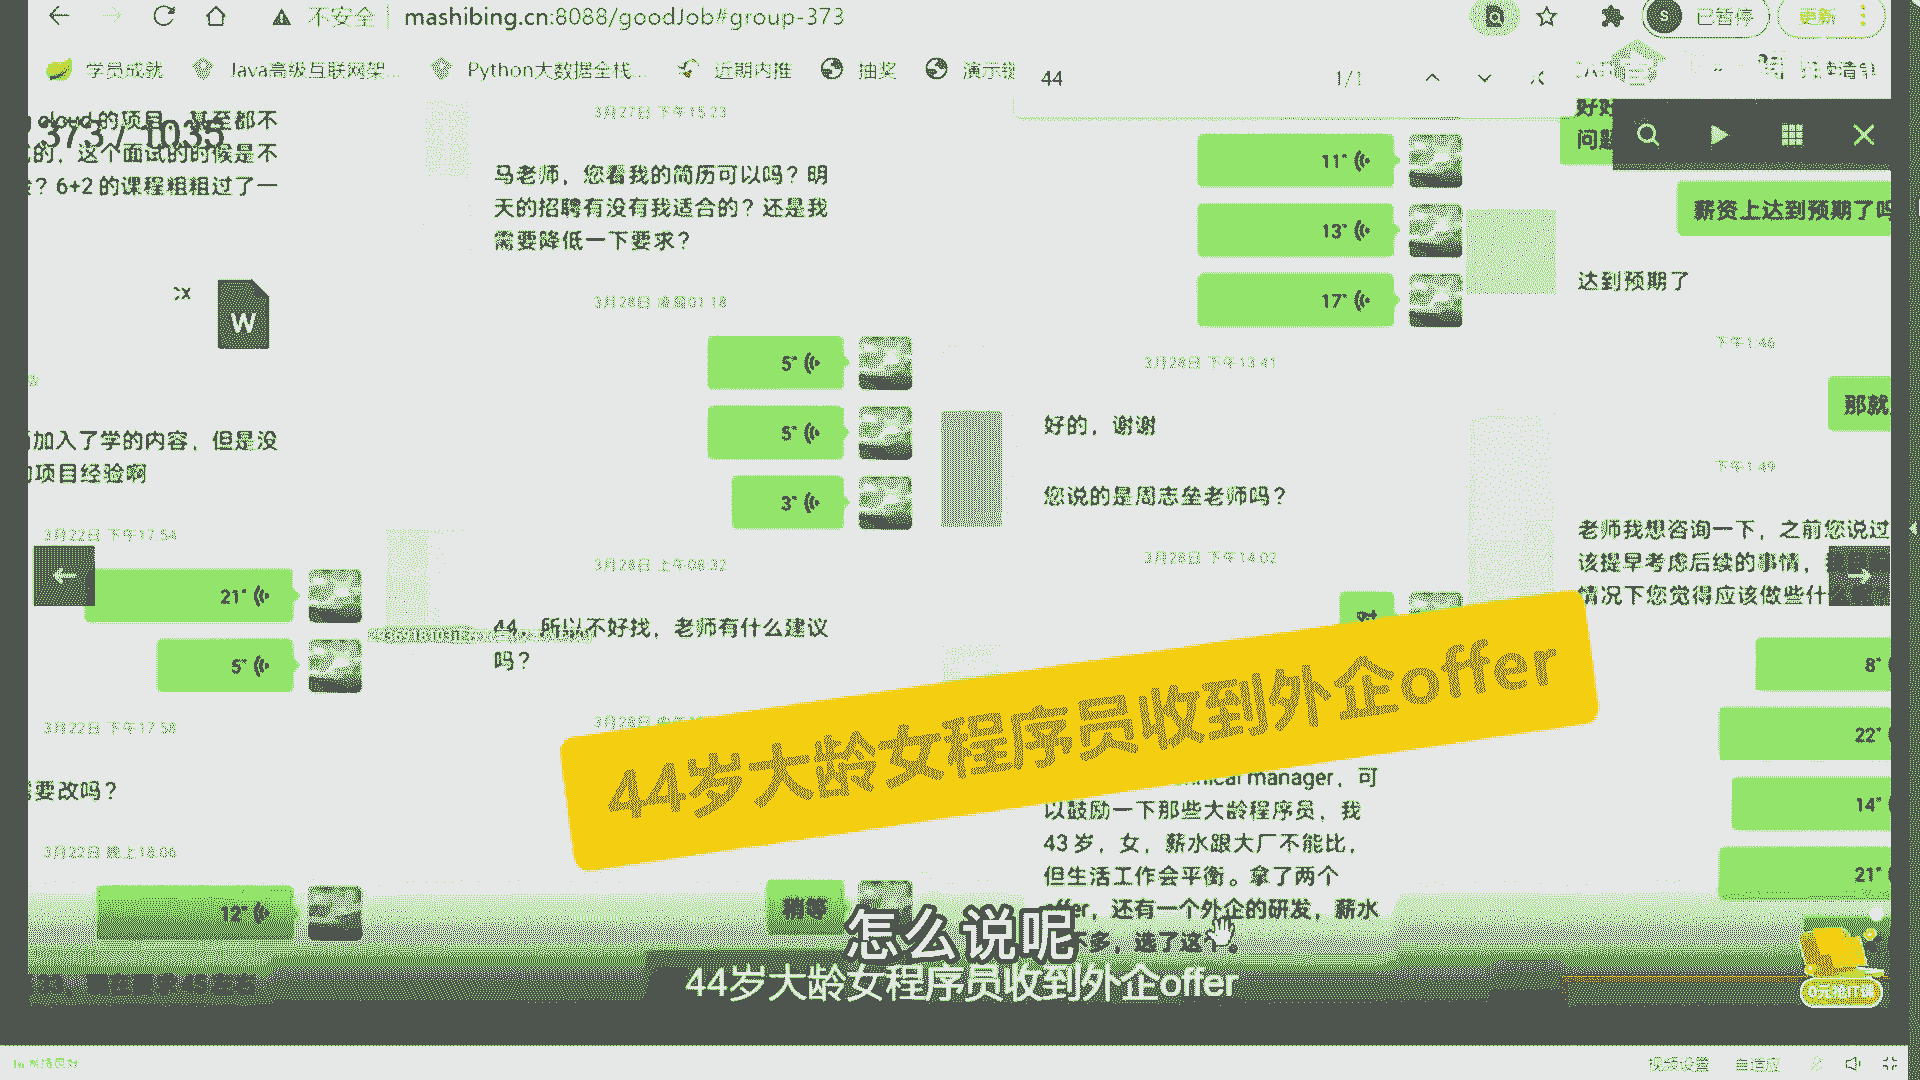 不安全 mashibing.cn:8088/goodJob#group-373
已暂停
更新
学员成就
Java高级互联网架...
Python大数据全栈...
近期内推
抽奖
44
1/1
373 / 1035
cloud 的项目，甚至都不
的，这个面试的时候是不
？6+2 的课程粗粗过了一
W
加入了学的内容，但是没
项目经验啊
3月22日 下午17:54
21"
5"
3月22日 下午17:58
要改吗？
3月22日 晚上18:06
12"
3月27日 下午15:23
马老师，您看我的简历可以吗？明
天的招聘有没有我适合的？还是我
需要降低一下要求？
3月28日 凌晨01:18
5"
5"
3"
3月28日 上午08:32
44，所以不好找，老师有什么建议
吗？
稍等
11"
13"
17"
3月28日 下午13:41
好的，谢谢
您说的是周志垒老师吗？
3月28日 下午14:02
manager，可
以鼓励一下那些大龄程序员，我
43 岁，女，薪水跟大厂不能比，
但生活工作会平衡。拿了两个
offer，还有一个外企的研发，薪水
不多，选了这
好好
问题
薪资上达到预期了吗
达到预期了
下午1:46
那就
下午1:49
老师我想咨询一下，之前您说过
该提早考虑后续的事情，
情况下您觉得应该做些什
8"
22"
14"
21"
44岁大龄女程序员收到外企offer
怎么说呢
44岁大龄女程序员收到外企offer
视频设置
自适应